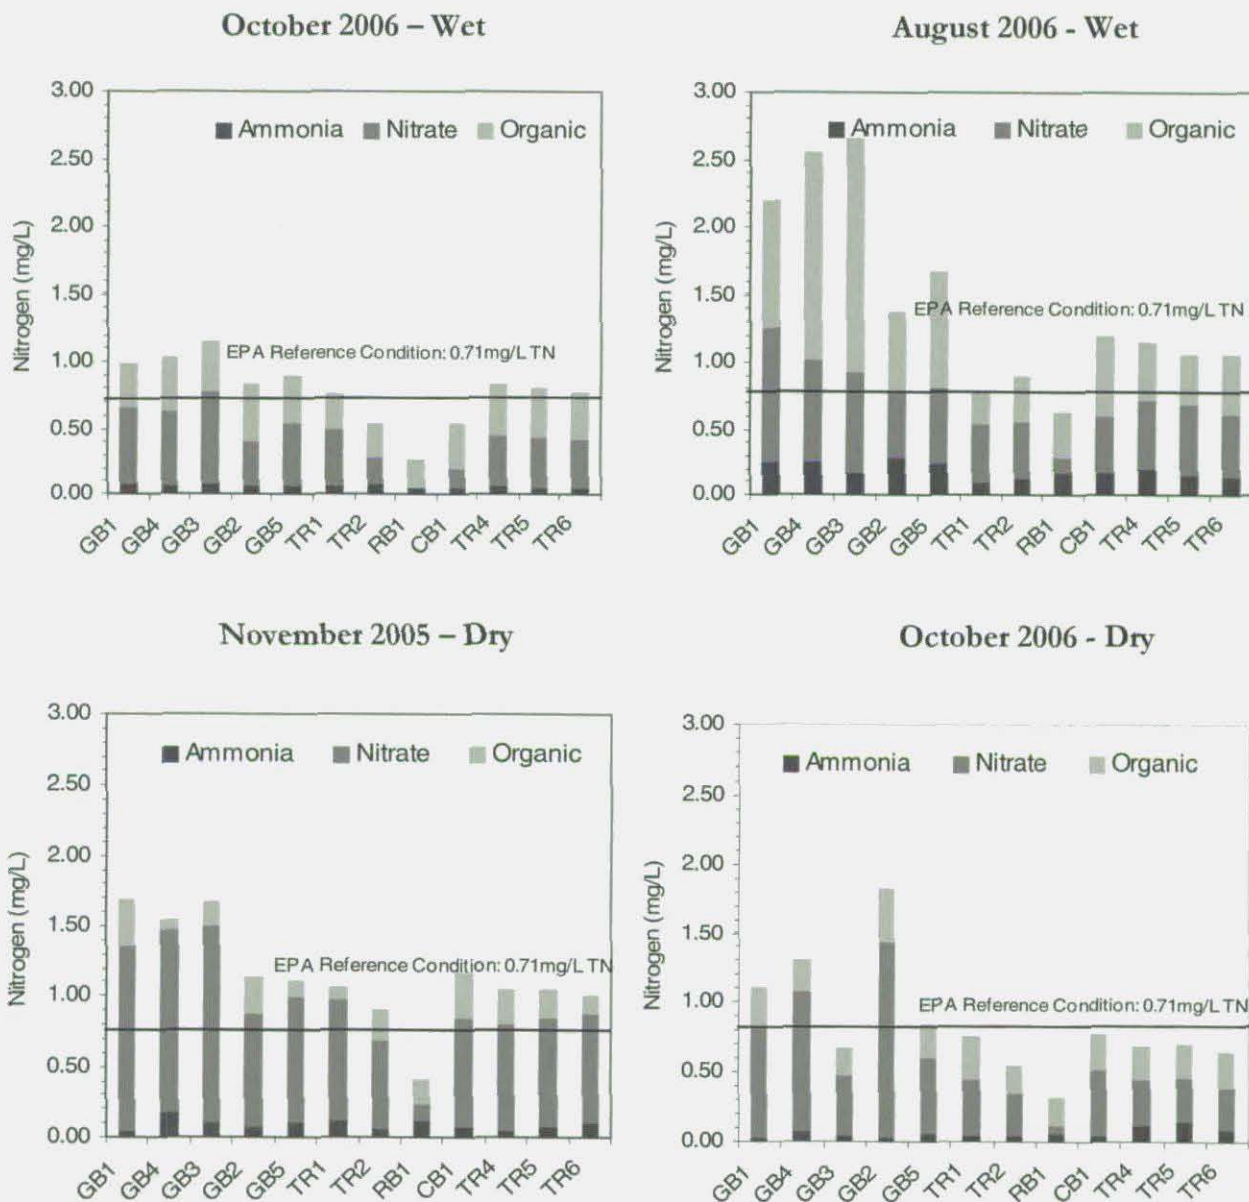 October 2006 – Wet
3.00
2.50
2.00
1.50
1.00
0.50
0.00
Nitrogen (mg/L)
Ammonia Nitrate Organic
EPA Reference Condition: 0.71mg/L TN
GB1 GB4 GB3 GB2 GB5 TR1 TR2 RB1 CB1 TR4 TR5 TR6
August 2006 - Wet
3.00
2.50
2.00
1.50
1.00
0.50
0.00
Nitrogen (mg/L)
Ammonia Nitrate Organic
EPA Reference Condition: 0.71mg/L TN
GB1 GB4 GB3 GB2 GB5 TR1 TR2 RB1 CB1 TR4 TR5 TR6
November 2005 – Dry
3.00
2.50
2.00
1.50
1.00
0.50
0.00
Nitrogen (mg/L)
Ammonia Nitrate Organic
EPA Reference Condition: 0.71mg/L TN
GB1 GB4 GB3 GB2 GB5 TR1 TR2 RB1 CB1 TR4 TR5 TR6
October 2006 - Dry
3.00
2.50
2.00
1.50
1.00
0.50
0.00
Nitrogen (mg/L)
Ammonia Nitrate Organic
EPA Reference Condition: 0.71mg/L TN
GB1 GB4 GB3 GB2 GB5 TR1 TR2 RB1 CB1 TR4 TR5 TR6